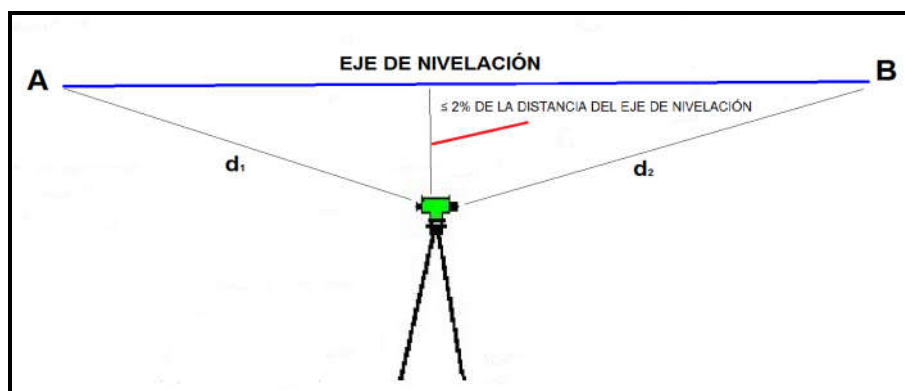 EJE DE NIVELACIÓN
A
B
≤ 2% DE LA DISTANCIA DEL EJE DE NIVELACIÓN
d₁
d₂